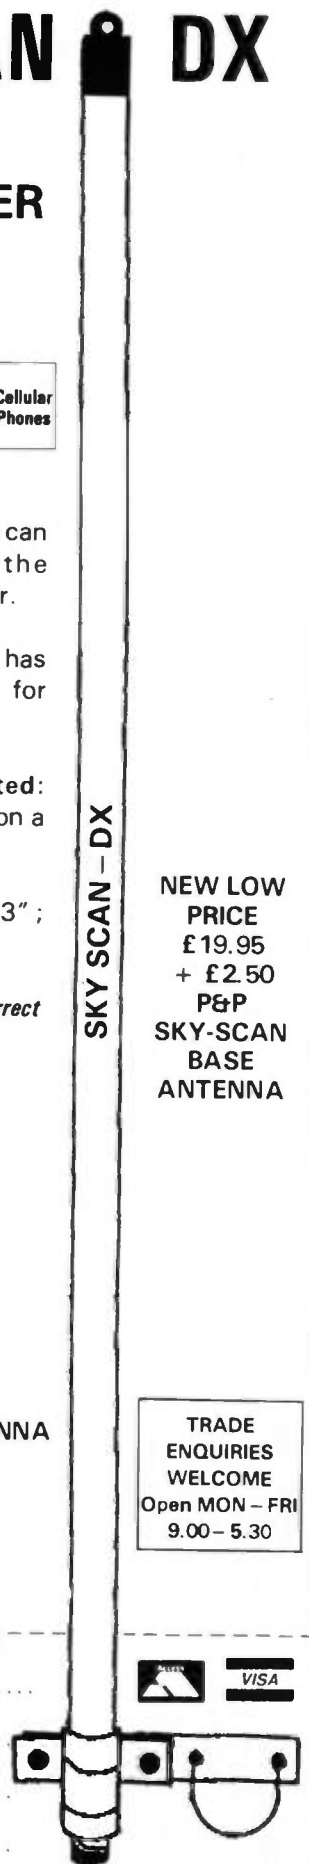 AN DX
ER
Cellular
Phones
can
the
r.
has
for
ted:
on a
3" ;
rrect
SKY SCAN – DX
NEW LOW
PRICE
£19.95
+ £2.50
P&P
SKY-SCAN
BASE
ANTENNA
NNA
TRADE
ENQUIRIES
WELCOME
Open MON – FRI
9.00 – 5.30
ACCESS
VISA